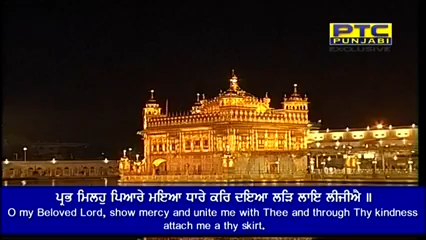 PTC
PUNJABI
EXCLUSIVE
ਪ੍ਰਭ ਮਿਲਹੁ ਪਿਆਰੇ ਮਇਆ ਧਾਰੇ ਕਰਿ ਦਇਆ ਲੜਿ ਲਾਇ ਲੀਜੀਐ ॥
O my Beloved Lord, show mercy and unite me with Thee and through Thy kindness
attach me a thy skirt.